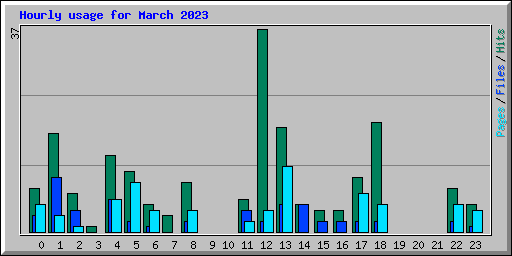 Hourly usage for March 2023
37
Pages/Files/Hits
0 1 2 3 4 5 6 7 8 9 10 11 12 13 14 15 16 17 18 19 20 21 22 23